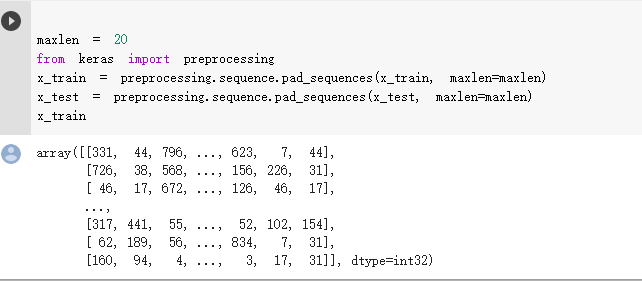 maxlen = 20
from keras import preprocessing
x_train = preprocessing.sequence.pad_sequences(x_train, maxlen=maxlen)
x_test = preprocessing.sequence.pad_sequences(x_test, maxlen=maxlen)
x_train
array([[331, 44, 796, ..., 623, 7, 44],
[726, 38, 568, ..., 156, 226, 31],
[ 46, 17, 672, ..., 126, 46, 17],
...,
[317, 441, 55, ..., 52, 102, 154],
[ 62, 189, 56, ..., 834, 7, 31],
[160, 94, 4, ..., 3, 17, 31]], dtype=int32)